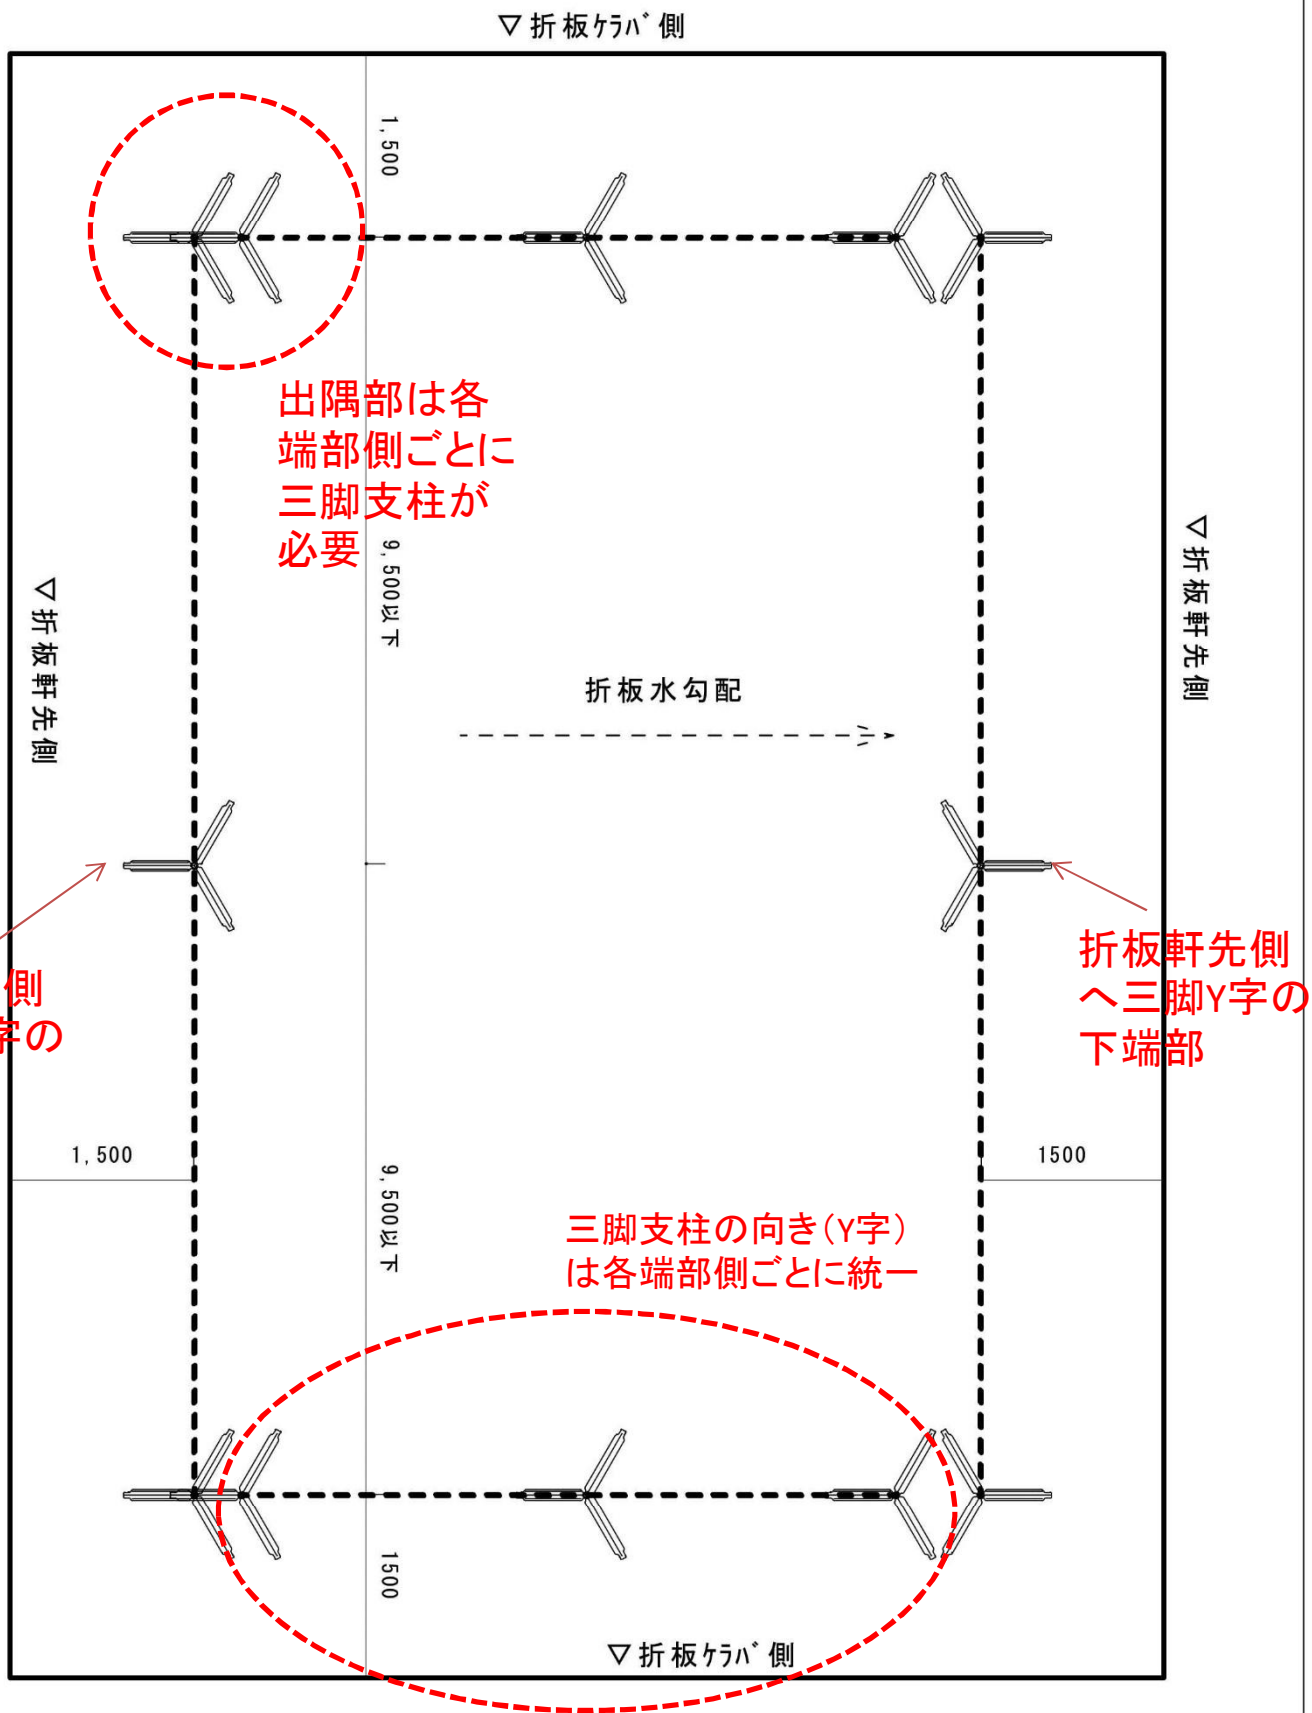 ▽折板ｹﾗﾊﾞ側
1,500
出隅部は各
端部側ごとに
三脚支柱が
必要
9,500以下
▽折板軒先側
▽折板軒先側
折板水勾配
側
字の
折板軒先側
へ三脚Y字の
下端部
1,500
1500
9,500以下
三脚支柱の向き(Y字)
は各端部側ごとに統一
1500
▽折板ｹﾗﾊﾞ側